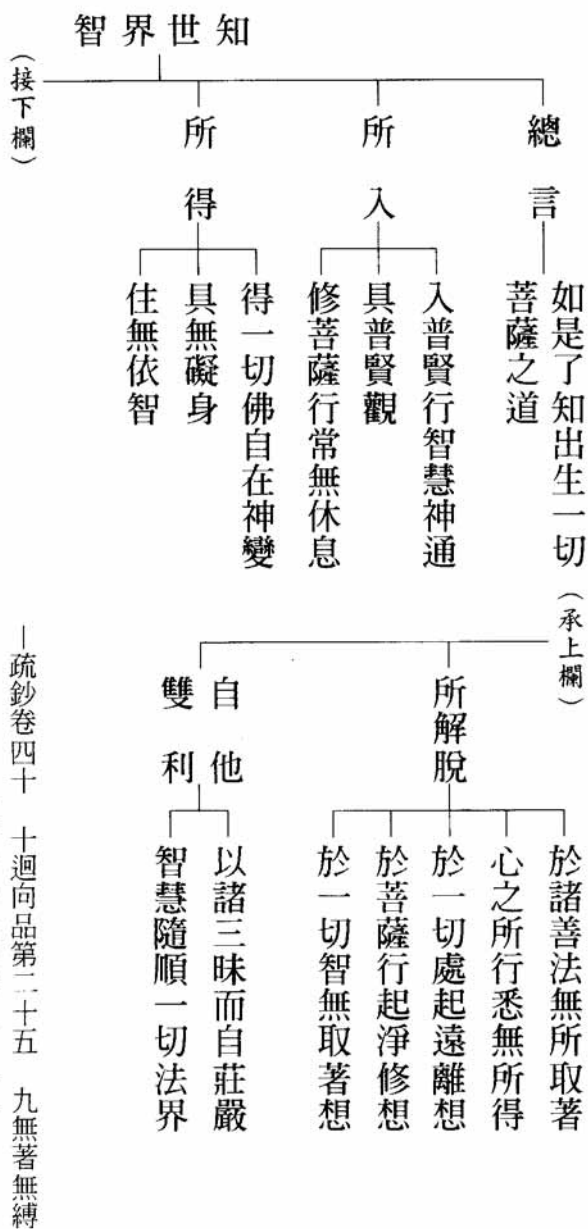 知世界智
總言
如是了知出生一切
菩薩之道
所入
入普賢行智慧神通
具普賢觀
修菩薩行常無休息
所得
得一切佛自在神變
具無礙身
住無依智
（接下欄）
（承上欄）
所解脫
於諸善法無所取著
心之所行悉無所得
於一切處起遠離想
於菩薩行起淨修想
於一切智無取著想
自他
雙利
以諸三昧而自莊嚴
智慧隨順一切法界
—疏鈔卷四十　十迴向品第二十五　九無著無縛